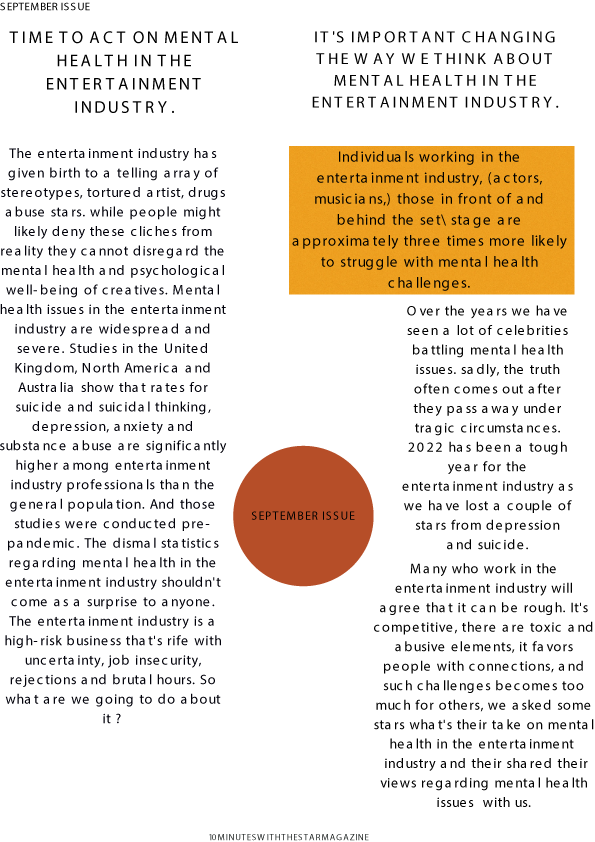 SEPTEMBER ISSUE
TIME TO ACT ON MENTAL
HEALTH IN THE
ENTERTAINMENT
INDUSTRY.
The entertainment industry has
given birth to a telling array of
stereotypes, tortured artist, drugs
abuse stars. while people might
likely deny these cliches from
reality they cannot disregard the
mental health and psychological
well-being of creatives. Mental
health issues in the entertainment
industry are widespread and
severe. Studies in the United
Kingdom, North America and
Australia show that rates for
suicide and suicidal thinking,
depression, anxiety and
substance abuse are significantly
higher among entertainment
industry professionals than the
general population. And those
studies were conducted pre-
pandemic. The dismal statistics
regarding mental health in the
entertainment industry shouldn't
come as a surprise to anyone.
The entertainment industry is a
high-risk business that's rife with
uncertainty, job insecurity,
rejections and brutal hours. So
what are we going to do about
it ?
IT'S IMPORTANT CHANGING
THE WAY WE THINK ABOUT
MENTAL HEALTH IN THE
ENTERTAINMENT INDUSTRY.
Individuals working in the
entertainment industry, (actors,
musicians,) those in front of and
behind the set\ stage are
approximately three times more likely
to struggle with mental health
challenges.
Over the years we have
seen a lot of celebrities
battling mental health
issues. sadly, the truth
often comes out after
they pass away under
tragic circumstances.
2022 has been a tough
year for the
entertainment industry as
we have lost a couple of
stars from depression
and suicide.
SEPTEMBER ISSUE
Many who work in the
entertainment industry will
agree that it can be rough. It's
competitive, there are toxic and
abusive elements, it favors
people with connections, and
such challenges becomes too
much for others, we asked some
stars what's their take on mental
health in the entertainment
industry and their shared their
views regarding mental health
issues with us.
10MINUTESWITHTHESTARMAGAZINE